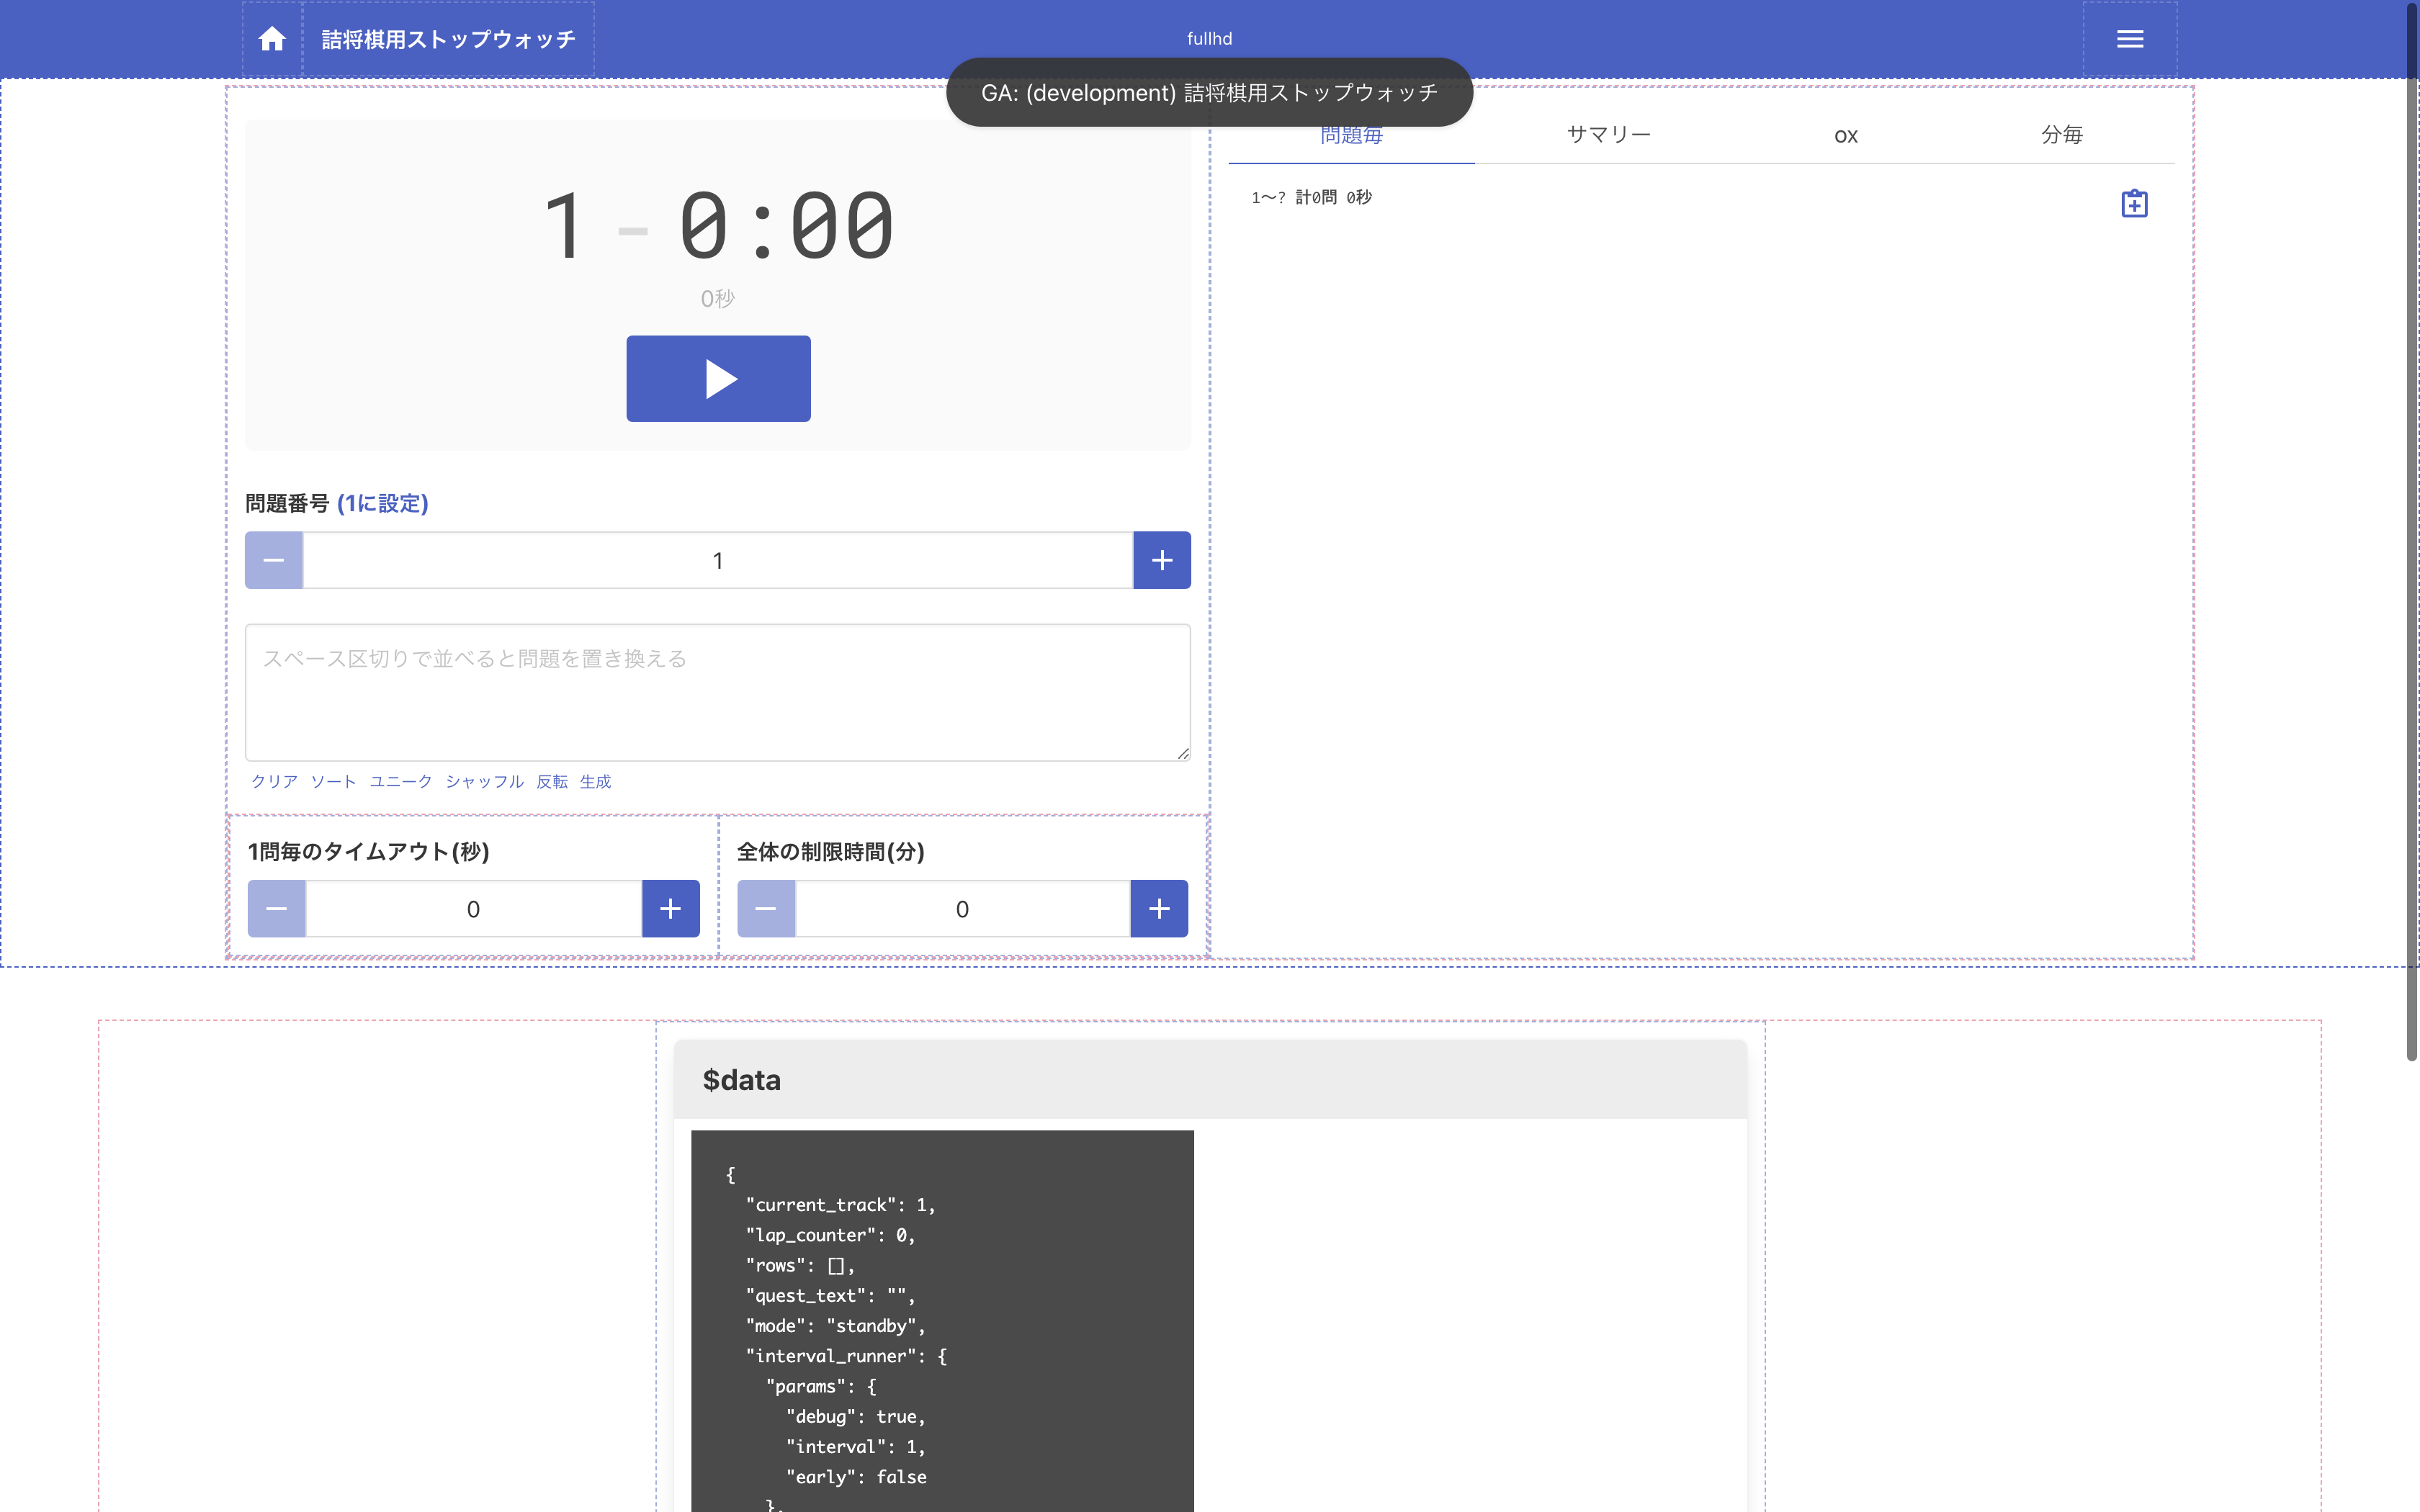 詰将棋用ストップウォッチ
fullhd
GA: (development) 詰将棋用ストップウォッチ
1 - 0:00
0秒
問題番号 (1に設定)
1
スペース区切りで並べると問題を置き換える
クリア ソート ユニーク シャッフル 反転 生成
1問毎のタイムアウト(秒)
0
全体の制限時間(分)
0
問題毎 サマリー ox 分毎
1〜? 計0問 0秒
$data
{
"current_track": 1,
"lap_counter": 0,
"rows": [],
"quest_text": "",
"mode": "standby",
"interval_runner": {
"params": {
"debug": true,
"interval": 1,
"early": false
},